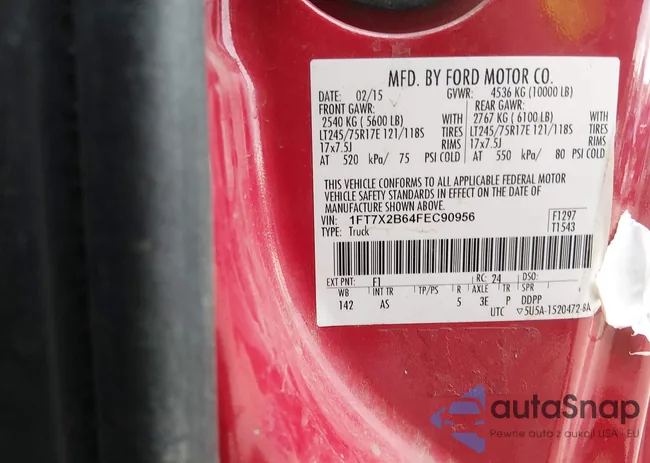 MFD. BY FORD MOTOR CO.
DATE: 02/15 GVWR: 4536 KG (10000 LB)
FRONT GAWR: REAR GAWR:
2540 KG ( 5600 LB) WITH 2767 KG ( 6100 LB)
LT245/75R17E 121/118S TIRES LT245/75R17E 121/118S
17x7.5J RIMS 17x7.5J
AT 520 kPa/ 75 PSI COLD AT 550 kPa/ 80 PSI COLD
THIS VEHICLE CONFORMS TO ALL APPLICABLE FEDERAL MOTOR
VEHICLE SAFETY STANDARDS IN EFFECT ON THE DATE OF
MANUFACTURE SHOWN ABOVE.
VIN: 1FT7X2B64FEC90956 F1297
TYPE: Truck T1543
EXT PNT: F1 RC: 24 DSO:
WB INT TR TP/PS R AXLE TR SPR
142 AS 5 3E P DDPP
UTC ▽5U5A-1520472-BA
autaSnap
Pewne auta z aukcji USA - EU